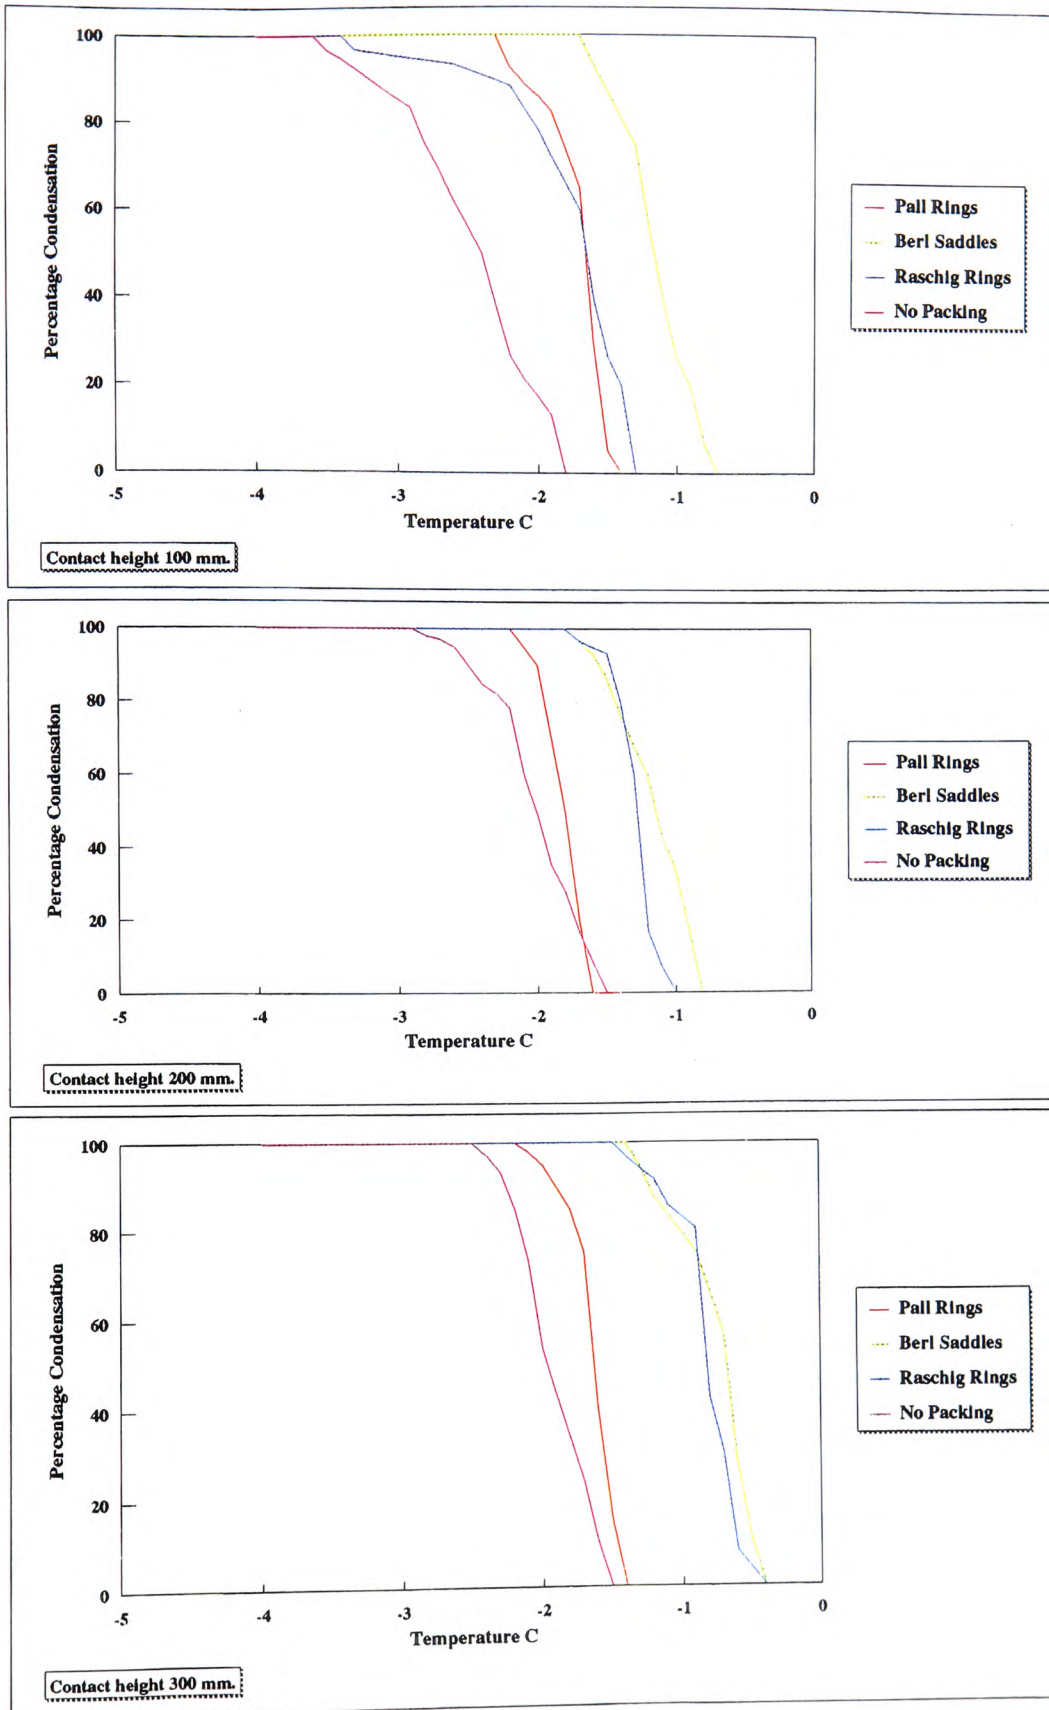 100
80
60
40
20
0
Percentage Condensation
-5
-4
-3
-2
-1
0
Temperature C
Pall Rings
Berl Saddles
Raschig Rings
No Packing
Contact height 100 mm.
100
80
60
40
20
0
Percentage Condensation
-5
-4
-3
-2
-1
0
Temperature C
Pall Rings
Berl Saddles
Raschig Rings
No Packing
Contact height 200 mm.
100
80
60
40
20
0
Percentage Condensation
-5
-4
-3
-2
-1
0
Temperature C
Pall Rings
Berl Saddles
Raschig Rings
No Packing
Contact height 300 mm.